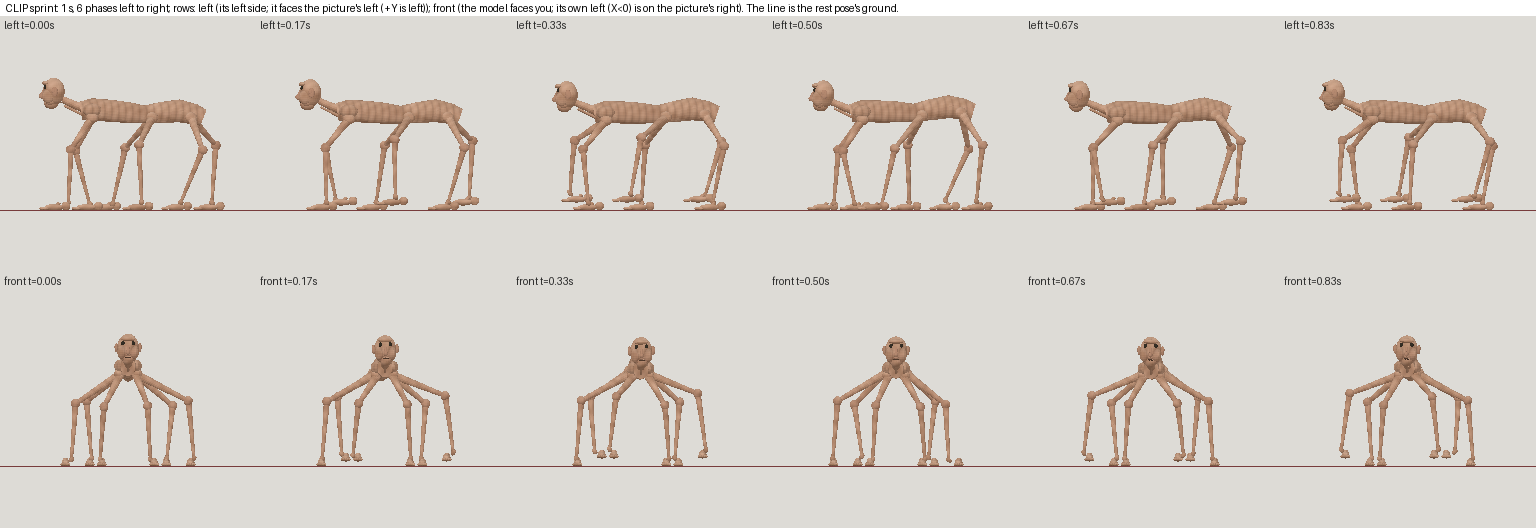 CLIP sprint: 1 s, 6 phases left to right; rows: left (its left side; it faces the picture's left (+Y is left)); front (the model faces you; its own left (X<0) is on the picture's right). The line is the rest pose's ground.
left t=0.00s left t=0.17s left t=0.33s left t=0.50s left t=0.67s left t=0.83s
front t=0.00s front t=0.17s front t=0.33s front t=0.50s front t=0.67s front t=0.83s